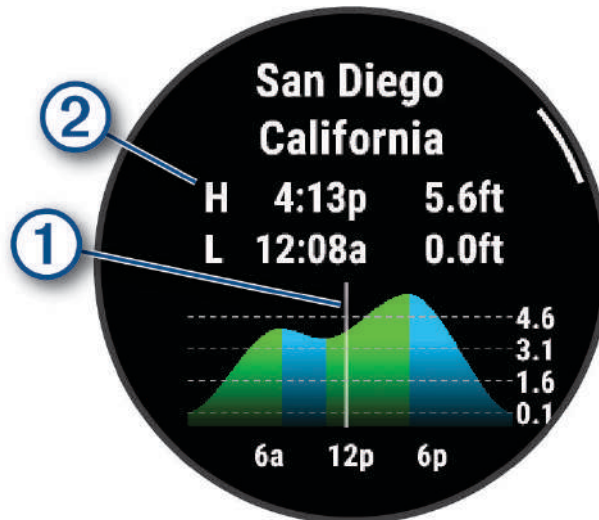 San Diego
California
2
H 4:13p 5.6ft
L 12:08a 0.0ft
1
4.6
3.1
1.6
0.1
6a 12p 6p